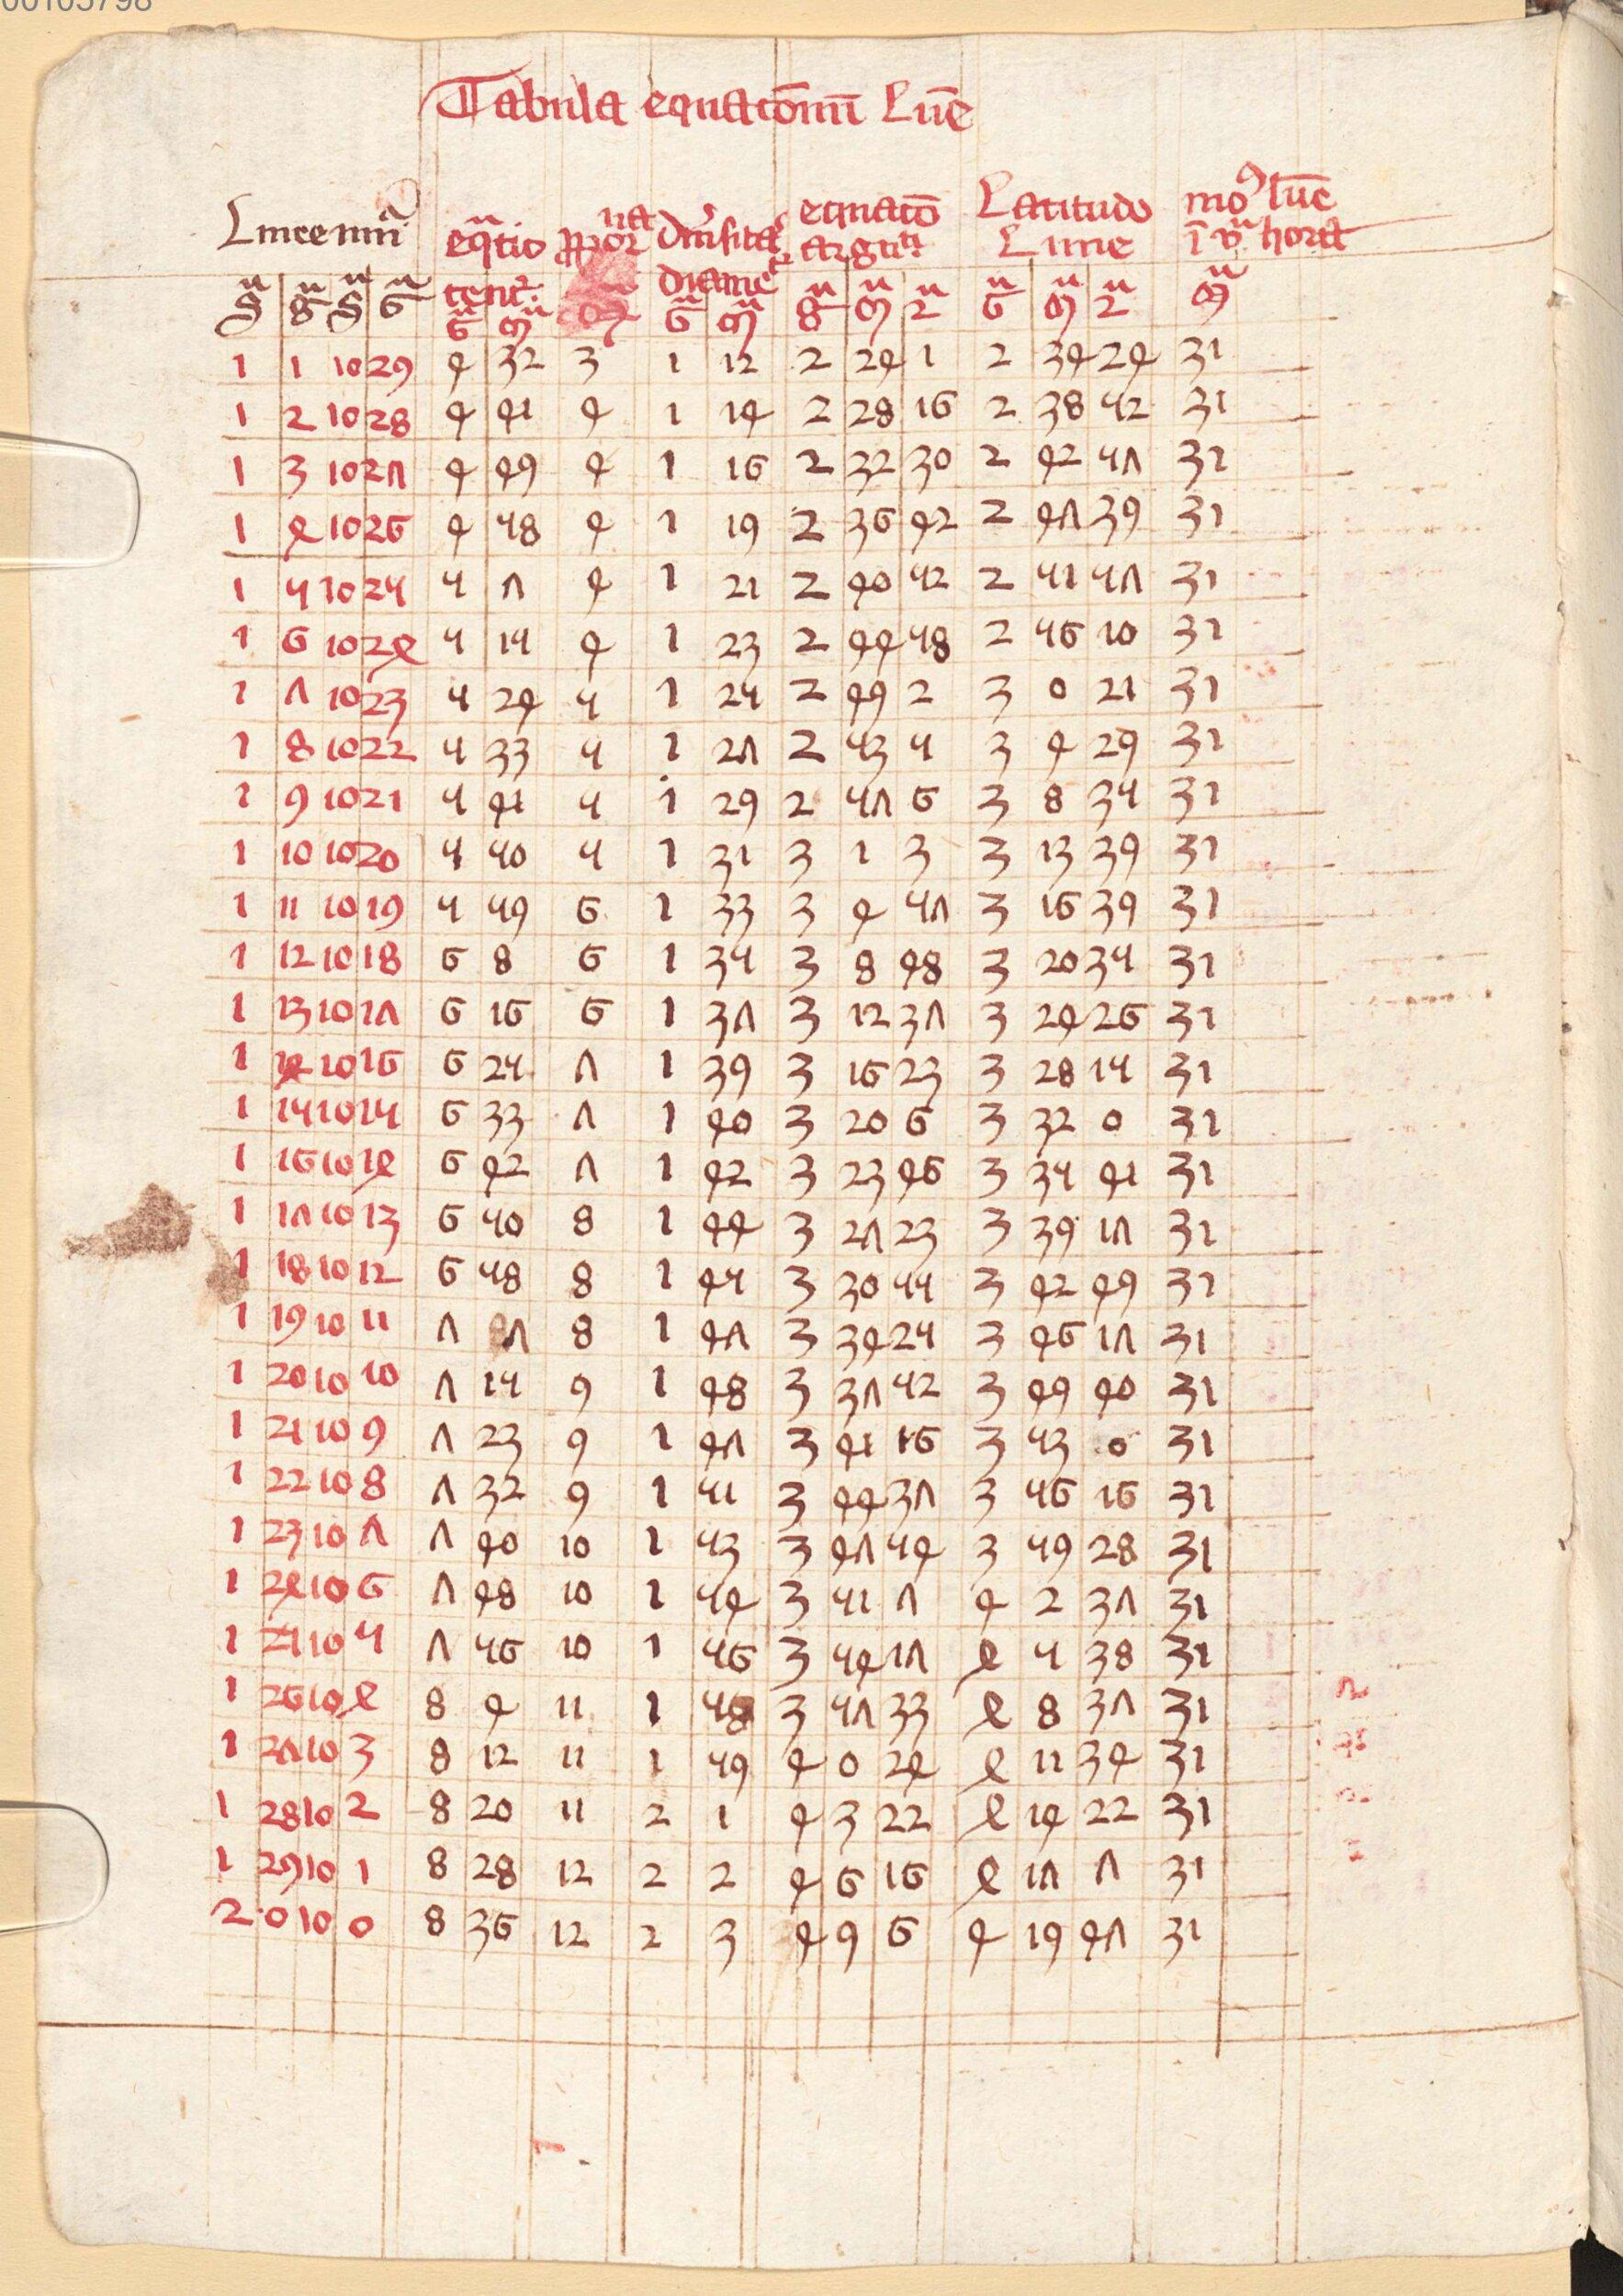 00103798
Tabula equacōnū Lūe
Linee nūi eq̄tio ꝓpor na diūsitas equacō Latitudo mo9 lūe
centr diame argūti Lune ī v̄ hora
S G S G G M M G M G M 2 G M 2 M
1 1 10 29 4 32 3 1 12 2 24 1 2 34 24 31
1 2 10 28 4 41 4 1 14 2 28 16 2 38 52 31
1 3 10 27 4 49 4 1 16 2 32 30 2 42 57 31
1 4 10 26 4 58 4 1 19 2 36 42 2 47 39 31
1 5 10 25 5 7 4 1 21 2 40 52 2 51 57 31
1 6 10 24 5 15 4 1 23 2 44 58 2 56 10 31
1 7 10 23 5 24 5 1 25 2 49 2 3 0 21 31
1 8 10 22 5 33 5 1 27 2 53 5 3 4 29 31
1 9 10 21 5 41 5 1 29 2 57 6 3 8 35 31
1 10 10 20 5 50 5 1 31 3 1 3 3 13 39 31
1 11 10 19 5 59 6 1 33 3 4 57 3 16 39 31
1 12 10 18 6 8 6 1 35 3 8 48 3 20 35 31
1 13 10 17 6 16 6 1 37 3 12 37 3 24 26 31
1 14 10 16 6 25 7 1 39 3 16 23 3 28 15 31
1 15 10 15 6 33 7 1 40 3 20 6 3 32 0 31
1 16 10 14 6 42 7 1 42 3 23 46 3 35 41 31
1 17 10 13 6 50 8 1 44 3 27 23 3 39 17 31
1 18 10 12 6 58 8 1 45 3 30 55 3 42 49 31
1 19 10 11 7 7 8 1 47 3 34 25 3 46 17 31
1 20 10 10 7 15 9 1 48 3 37 52 3 49 40 31
1 21 10 9 7 23 9 1 47 3 41 16 3 53 0 31
1 22 10 8 7 32 9 1 51 3 44 37 3 56 16 31
1 23 10 7 7 40 10 1 53 3 47 54 3 59 28 31
1 24 10 6 7 48 10 1 54 3 51 7 4 2 37 31
1 25 10 5 7 56 10 1 56 3 54 17 4 5 38 31
1 26 10 4 8 4 11 1 58 3 57 33 4 8 37 31
1 27 10 3 8 12 11 1 59 4 0 24 4 11 34 31
1 28 10 2 8 20 11 2 1 4 3 22 4 14 22 31
1 29 10 1 8 28 12 2 2 4 6 16 4 17 7 31
2 0 10 0 8 36 12 2 3 4 9 6 4 19 47 31